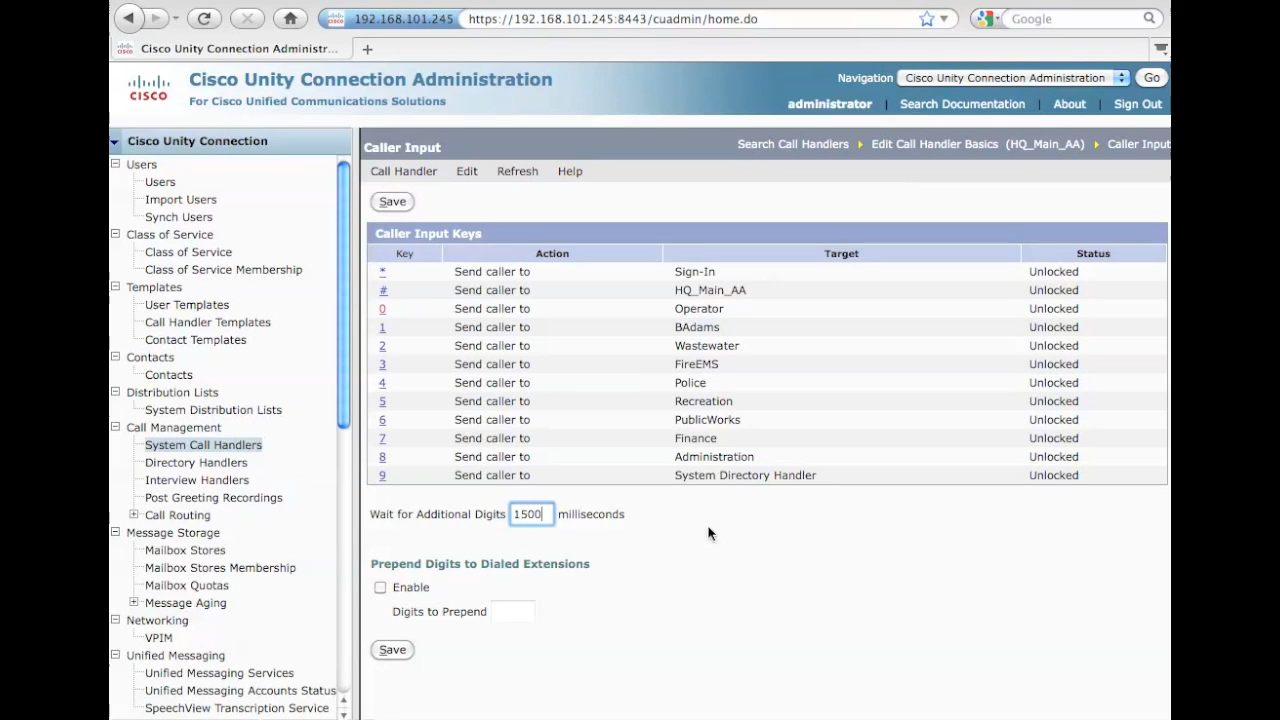 192.168.101.245 https://192.168.101.245:8443/cuadmin/home.do Google
Cisco Unity Connection Administr... +
CISCO
Cisco Unity Connection Administration
For Cisco Unified Communications Solutions
Navigation Cisco Unity Connection Administration Go
administrator | Search Documentation | About | Sign Out
Cisco Unity Connection
Users
Users
Import Users
Synch Users
Class of Service
Class of Service
Class of Service Membership
Templates
User Templates
Call Handler Templates
Contact Templates
Contacts
Contacts
Distribution Lists
System Distribution Lists
Call Management
System Call Handlers
Directory Handlers
Interview Handlers
Post Greeting Recordings
Call Routing
Message Storage
Mailbox Stores
Mailbox Stores Membership
Mailbox Quotas
Message Aging
Networking
VPIM
Unified Messaging
Unified Messaging Services
Unified Messaging Accounts Status
SpeechView Transcription Service
Caller Input
Search Call Handlers Edit Call Handler Basics (HQ_Main_AA) Caller Input
Call Handler Edit Refresh Help
Save
Caller Input Keys
Key Action Target Status
* Send caller to Sign-In Unlocked
# Send caller to HQ_Main_AA Unlocked
0 Send caller to Operator Unlocked
1 Send caller to BAdams Unlocked
2 Send caller to Wastewater Unlocked
3 Send caller to FireEMS Unlocked
4 Send caller to Police Unlocked
5 Send caller to Recreation Unlocked
6 Send caller to PublicWorks Unlocked
7 Send caller to Finance Unlocked
8 Send caller to Administration Unlocked
9 Send caller to System Directory Handler Unlocked
Wait for Additional Digits 1500 milliseconds
Prepend Digits to Dialed Extensions
Enable
Digits to Prepend
Save